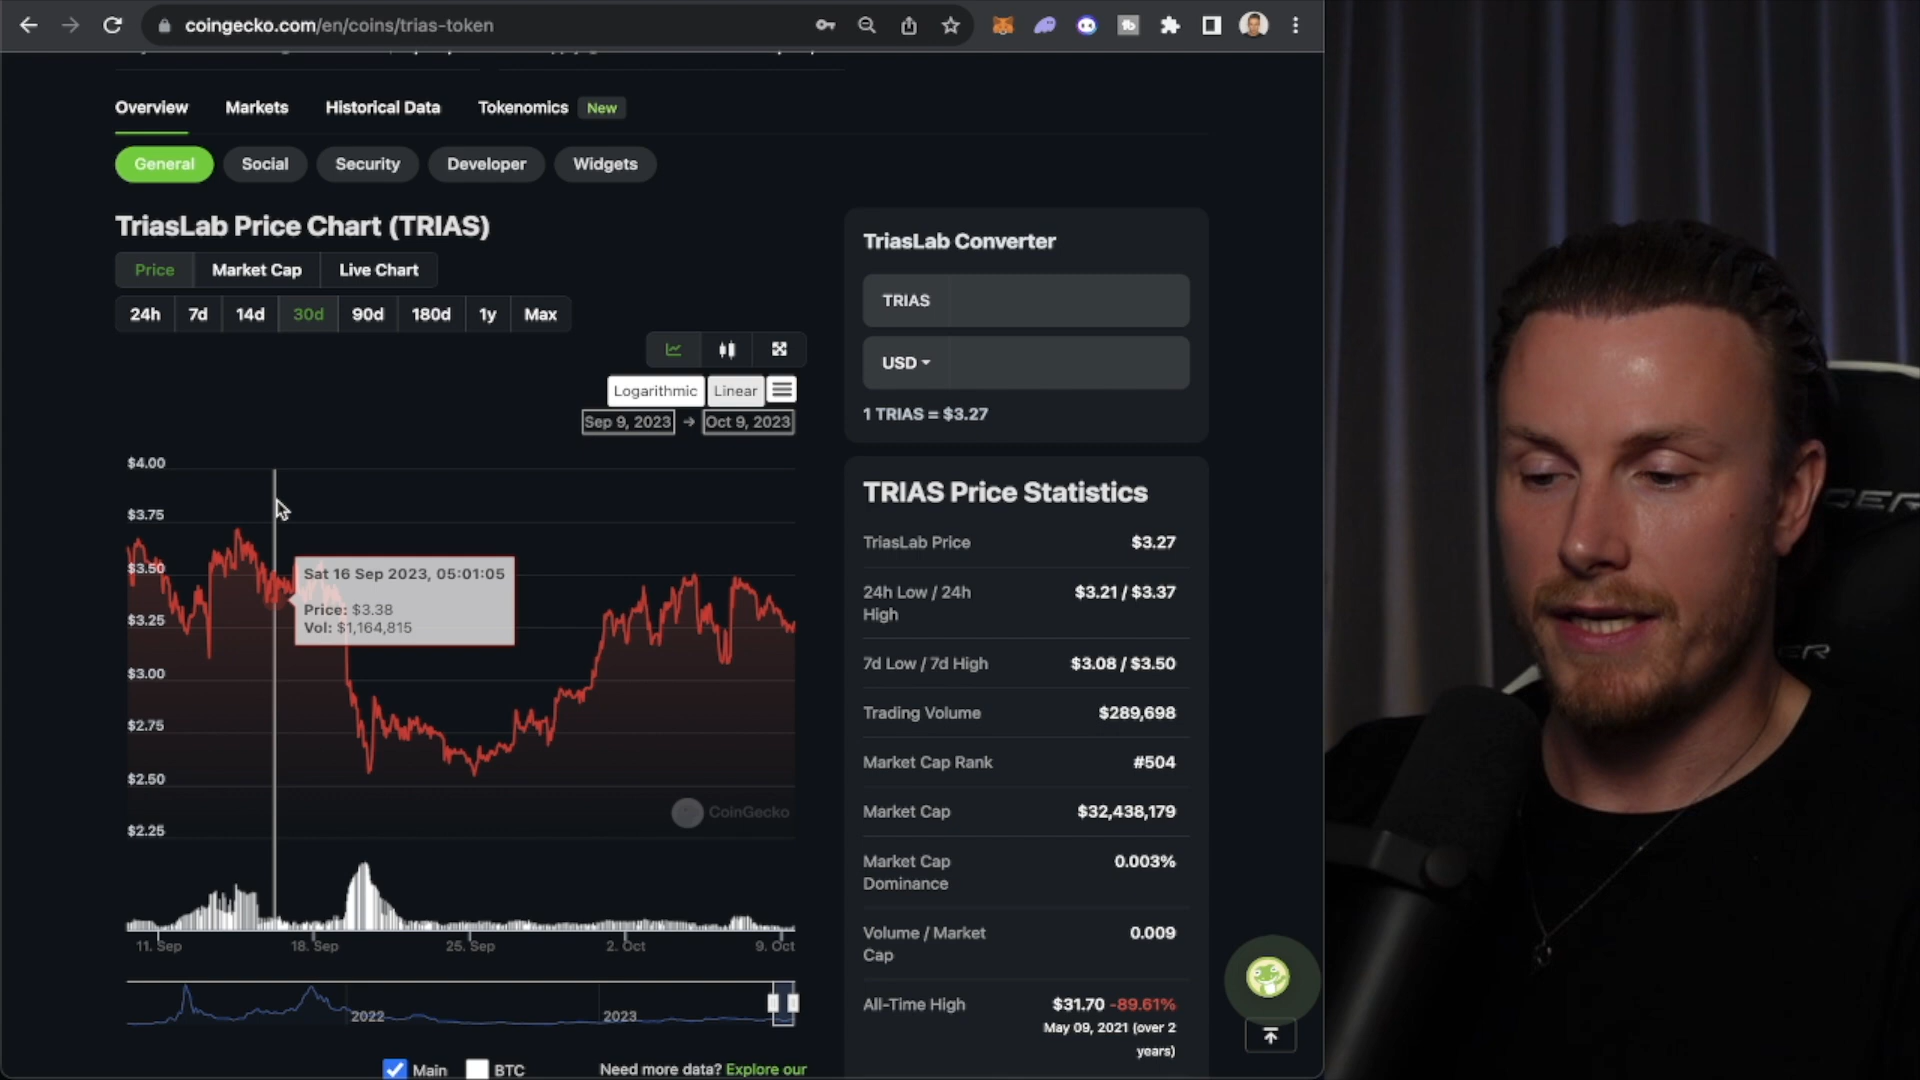 coingecko.com/en/coins/trias-token
Overview Markets Historical Data Tokenomics New
General Social Security Developer Widgets
TriasLab Price Chart (TRIAS)
Price Market Cap Live Chart
24h 7d 14d 30d 90d 180d 1y Max
Logarithmic Linear
Sep 9, 2023 → Oct 9, 2023
$4.00
$3.75
$3.50
$3.25
$3.00
$2.75
$2.50
$2.25
Sat 16 Sep 2023, 05:01:05
Price: $3.38
Vol: $1,164,815
CoinGecko
11. Sep 18. Sep 25. Sep 2. Oct 9. Oct
2022 2023
Main BTC Need more data? Explore our
TriasLab Converter
TRIAS
USD
1 TRIAS = $3.27
TRIAS Price Statistics
TriasLab Price $3.27
24h Low / 24h
High $3.21 / $3.37
7d Low / 7d High $3.08 / $3.50
Trading Volume $289,698
Market Cap Rank #504
Market Cap $32,438,179
Market Cap
Dominance 0.003%
Volume / Market
Cap 0.009
All-Time High $31.70 -89.61%
May 09, 2021 (over 2
years)